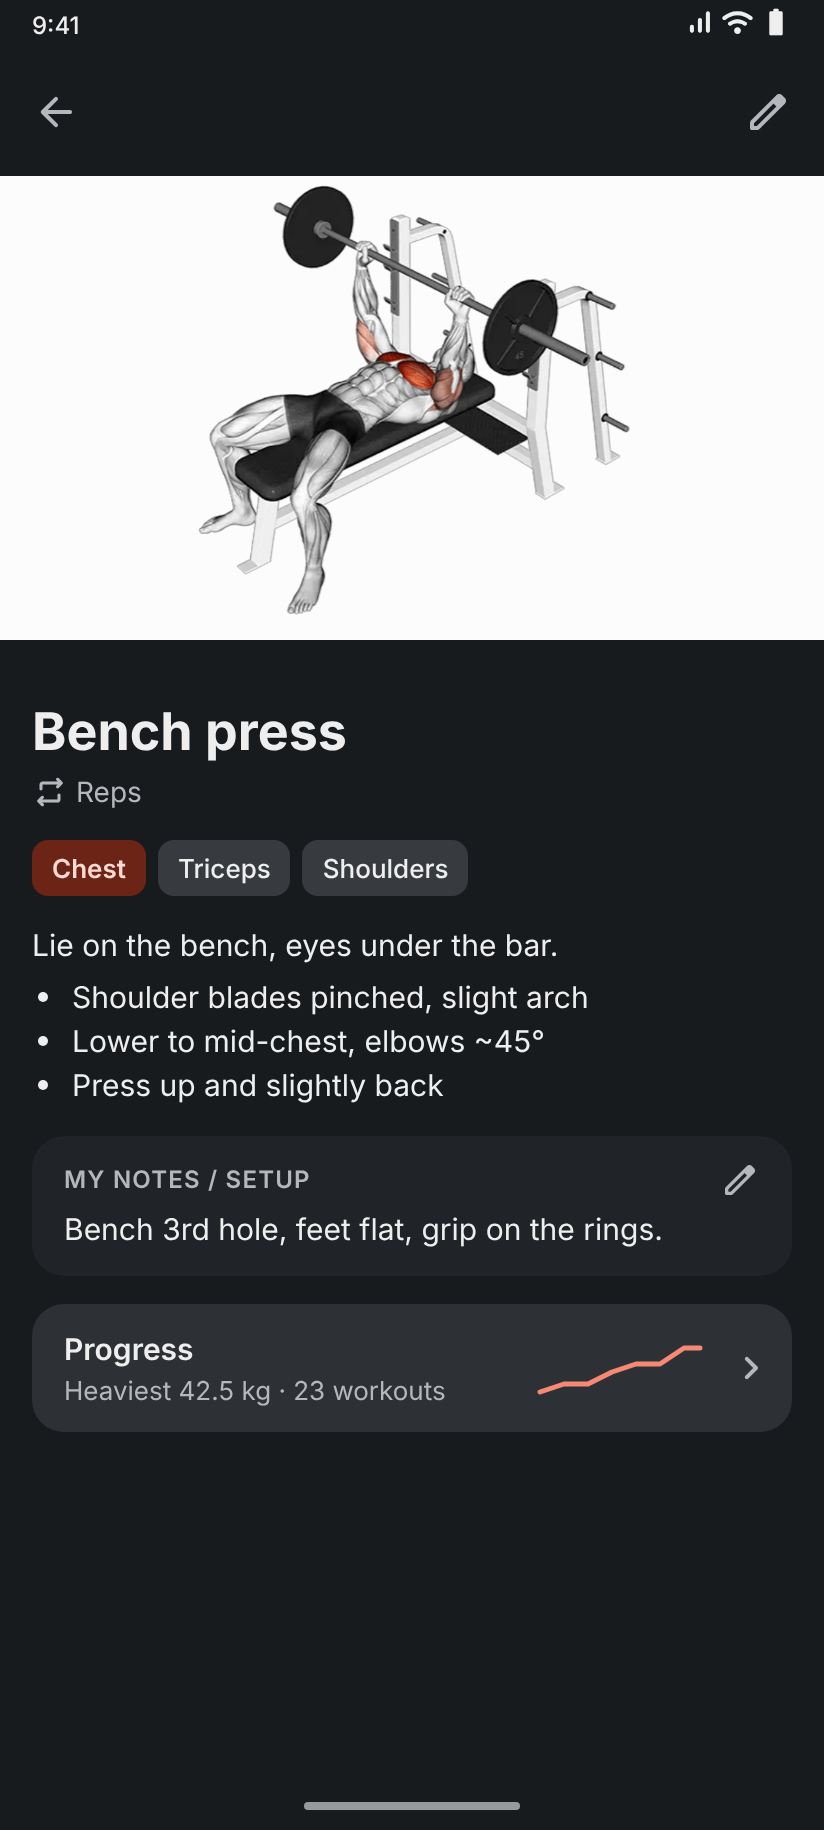 9:41
Bench press
Reps
Chest
Triceps
Shoulders
Lie on the bench, eyes under the bar.
• Shoulder blades pinched, slight arch
• Lower to mid-chest, elbows ~45°
• Press up and slightly back
MY NOTES / SETUP
Bench 3rd hole, feet flat, grip on the rings.
Progress
Heaviest 42.5 kg · 23 workouts